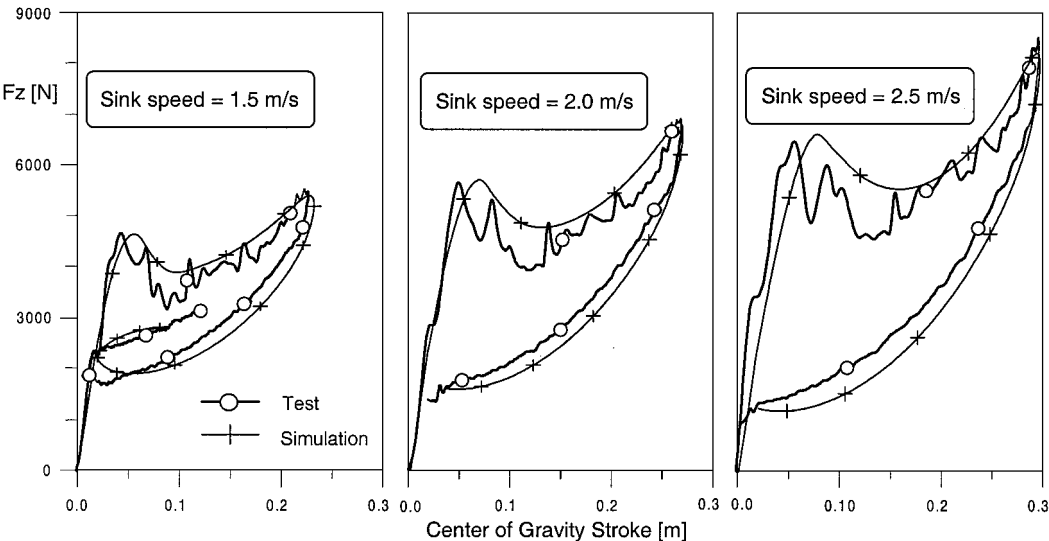 9000
Fz [N]
6000
3000
0
Sink speed = 1.5 m/s
Sink speed = 2.0 m/s
Sink speed = 2.5 m/s
Test
Simulation
0.0 0.1 0.2 0.3
0.0 0.1 0.2 0.3
0.0 0.10 0.2 0.3
Center of Gravity Stroke [m]